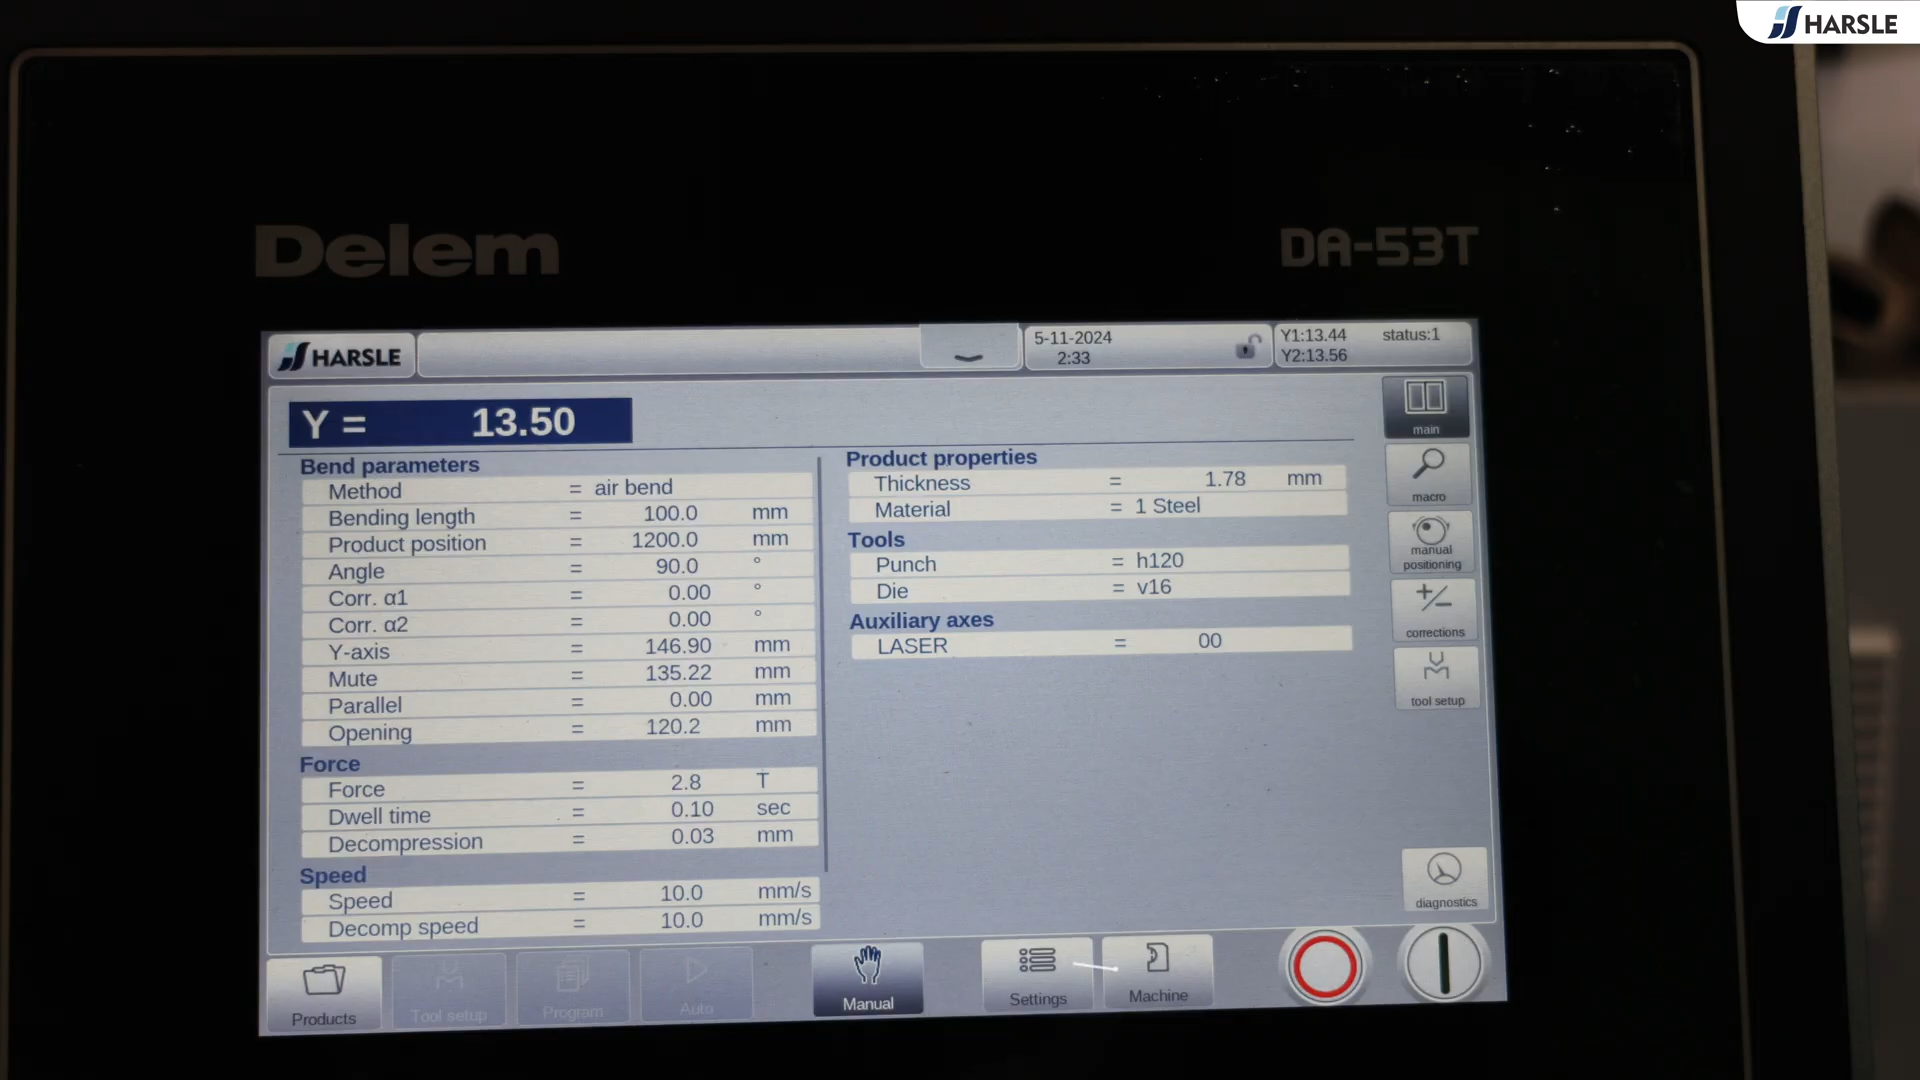 HARSLE
Delem
DA-53T
HARSLE
5-11-2024
2:33
Y1:13.44 status:1
Y2:13.56
Y = 13.50
Bend parameters
Method = air bend
Bending length = 100.0 mm
Product position = 1200.0 mm
Angle = 90.0 °
Corr. α1 = 0.00 °
Corr. α2 = 0.00 °
Y-axis = 146.90 mm
Mute = 135.22 mm
Parallel = 0.00 mm
Opening = 120.2 mm
Force
Force = 2.8 T
Dwell time = 0.10 sec
Decompression = 0.03 mm
Speed
Speed = 10.0 mm/s
Decomp speed = 10.0 mm/s
Product properties
Thickness = 1.78 mm
Material = 1 Steel
Tools
Punch = h120
Die = v16
Auxiliary axes
LASER = 00
main
macro
manual
positioning
corrections
tool setup
diagnostics
Products
Tool setup
Program
Auto
Manual
Settings
Machine